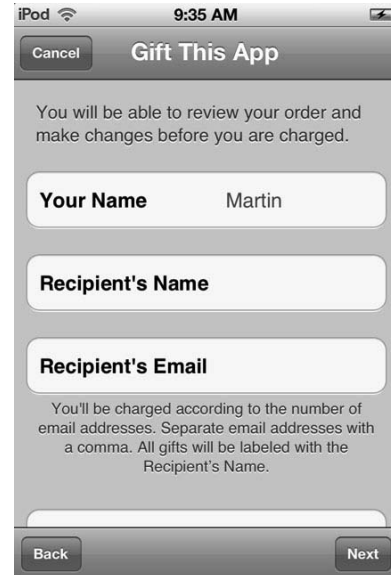 iPod 9:35 AM
Cancel Gift This App
You will be able to review your order and
make changes before you are charged.
Your Name Martin
Recipient's Name
Recipient's Email
You'll be charged according to the number of
email addresses. Separate email addresses with
a comma. All gifts will be labeled with the
Recipient's Name.
Back Next